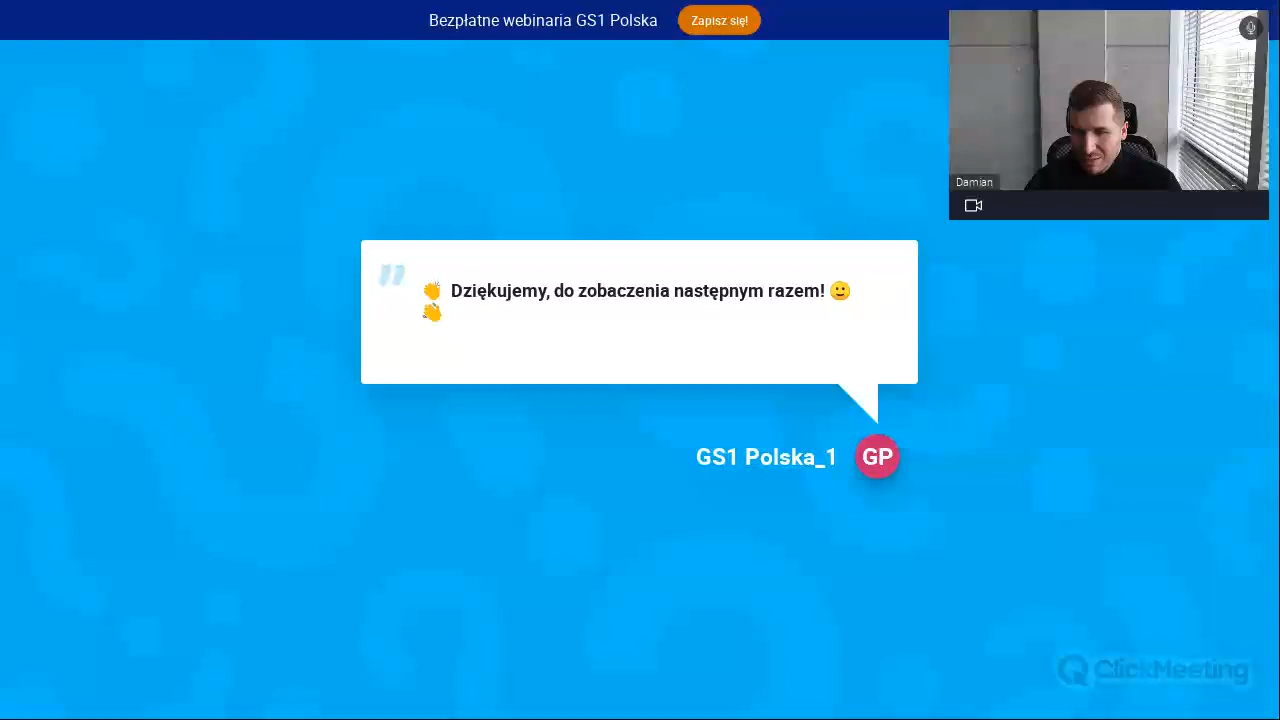 Bezpłatne webinaria GS1 Polska
Zapisz się!
Damian
👏 Dziękujemy, do zobaczenia następnym razem! 🙂
👏
GS1 Polska_1
GP
ClickMeeting